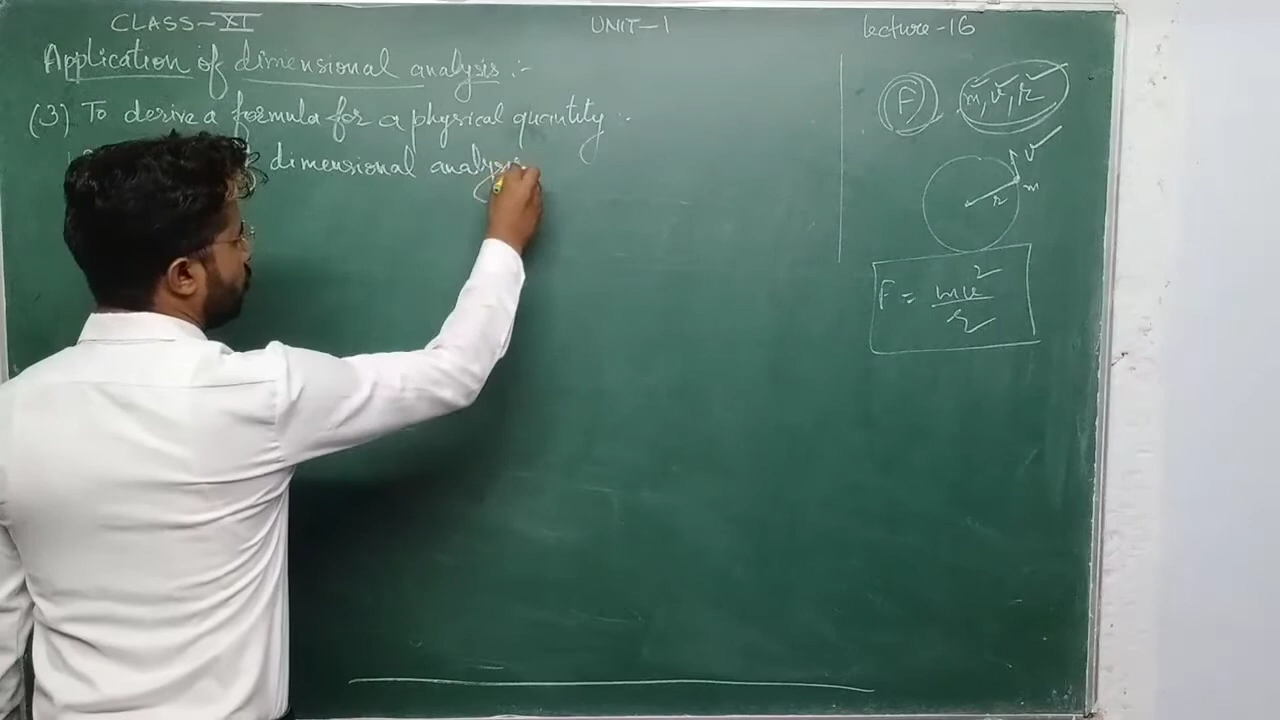 CLASS-XI
UNIT-1
lecture-16
Application of dimensional analysis :-
(3) To derive a formula for a physical quantity :-
dimensional analysis
F
m, v, r
v
m
r
F = mv²/r